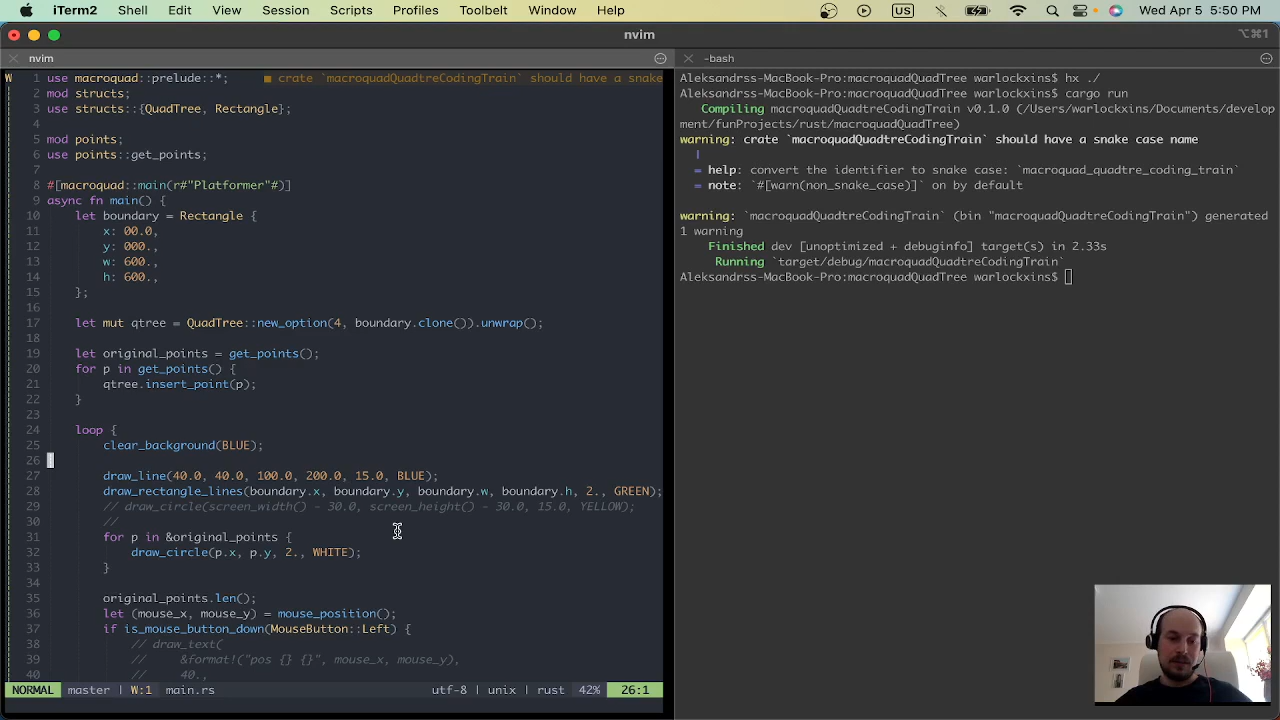 iTerm2 Shell Edit View Session Scripts Profiles Toolbelt Window Help US Wed Apr 5 5:50 PM
nvim ⌥⌘1
nvim
W 1 use macroquad::prelude::*; ■ crate `macroquadQuadtreCodingTrain` should have a snake
2 mod structs;
3 use structs::{QuadTree, Rectangle};
4
5 mod points;
6 use points::get_points;
7
8 #[macroquad::main(r#"Platformer"#)]
9 async fn main() {
10 let boundary = Rectangle {
11 x: 00.0,
12 y: 000.,
13 w: 600.,
14 h: 600.,
15 };
16
17 let mut qtree = QuadTree::new_option(4, boundary.clone()).unwrap();
18
19 let original_points = get_points();
20 for p in get_points() {
21 qtree.insert_point(p);
22 }
23
24 loop {
25 clear_background(BLUE);
26
27 draw_line(40.0, 40.0, 100.0, 200.0, 15.0, BLUE);
28 draw_rectangle_lines(boundary.x, boundary.y, boundary.w, boundary.h, 2., GREEN);
29 // draw_circle(screen_width() - 30.0, screen_height() - 30.0, 15.0, YELLOW);
30 //
31 for p in &original_points {
32 draw_circle(p.x, p.y, 2., WHITE);
33 }
34
35 original_points.len();
36 let (mouse_x, mouse_y) = mouse_position();
37 if is_mouse_button_down(MouseButton::Left) {
38 // draw_text(
39 // &format!("pos {} {}", mouse_x, mouse_y),
40 // 40.,
NORMAL master | W:1 main.rs utf-8 | unix | rust 42% 26:1
-bash
Aleksandrss-MacBook-Pro:macroquadQuadTree warlockxins$ hx ./
Aleksandrss-MacBook-Pro:macroquadQuadTree warlockxins$ cargo run
Compiling macroquadQuadtreCodingTrain v0.1.0 (/Users/warlockxins/Documents/develop
ment/funProjects/rust/macroquadQuadTree)
warning: crate `macroquadQuadtreCodingTrain` should have a snake case name
|
= help: convert the identifier to snake case: `macroquad_quadtre_coding_train`
= note: `#[warn(non_snake_case)]` on by default
warning: `macroquadQuadtreCodingTrain` (bin "macroquadQuadtreCodingTrain") generated
1 warning
Finished dev [unoptimized + debuginfo] target(s) in 2.33s
Running `target/debug/macroquadQuadtreCodingTrain`
Aleksandrss-MacBook-Pro:macroquadQuadTree warlockxins$